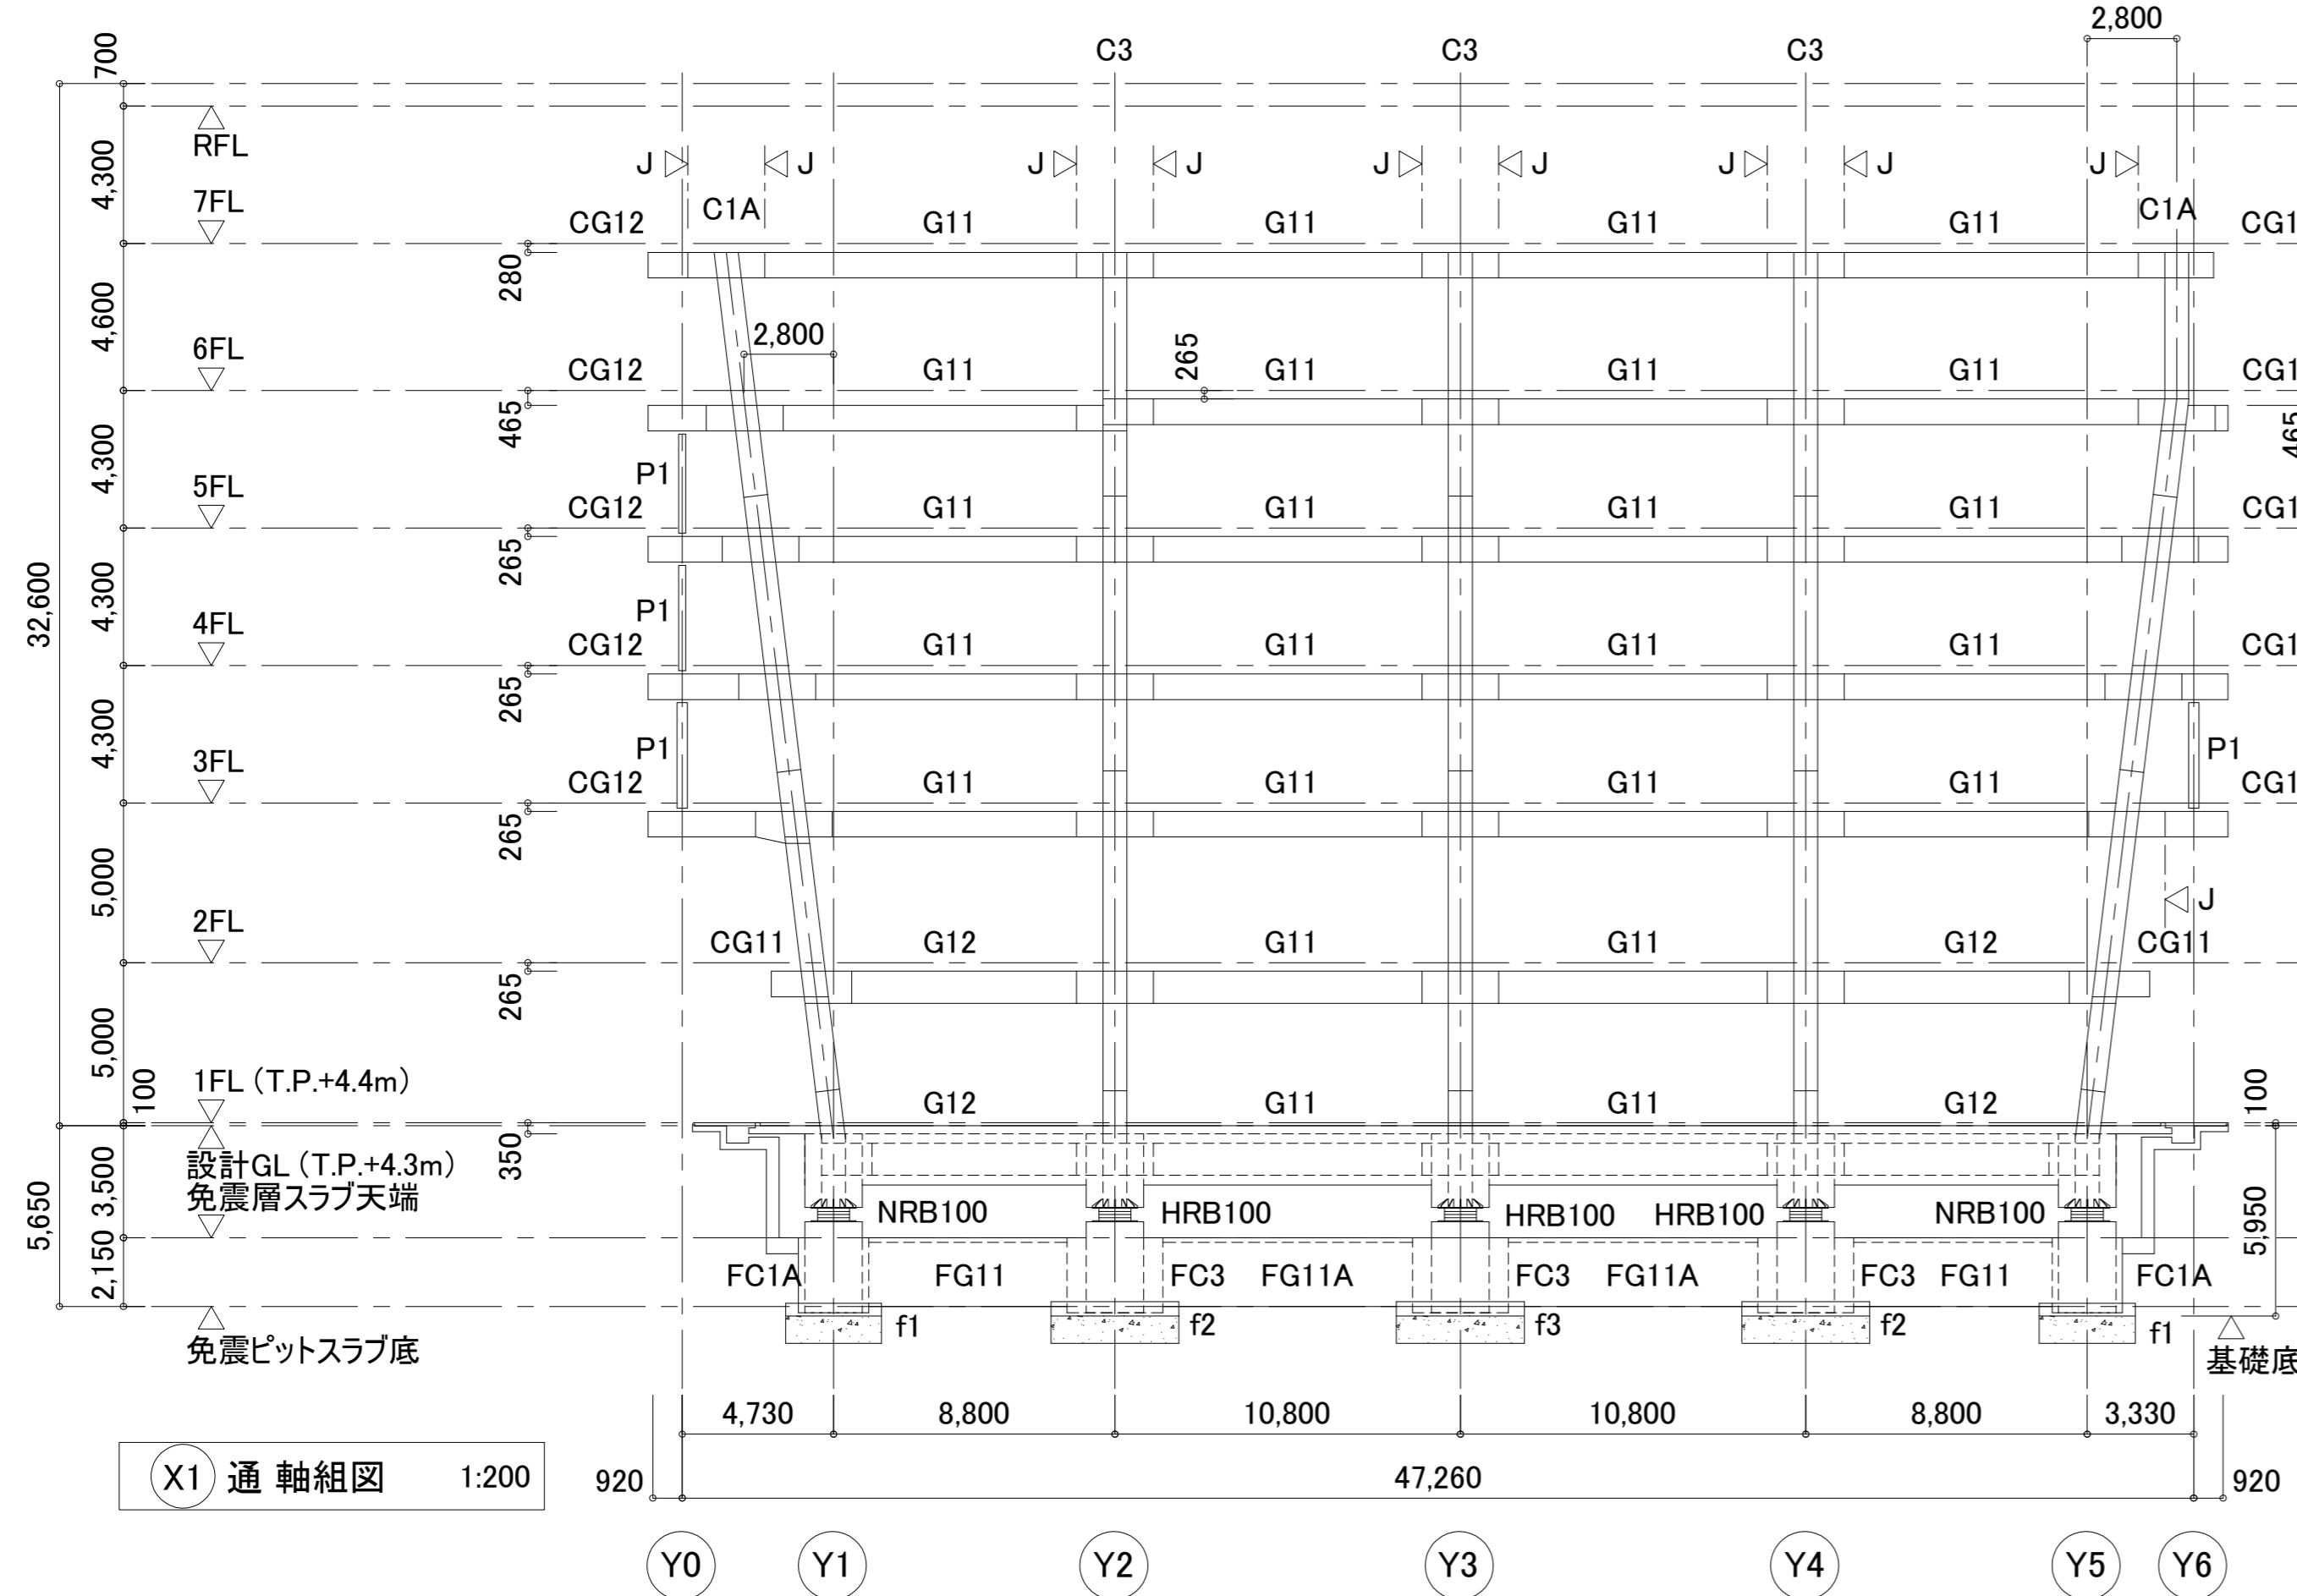 2,800
C3 C3 C3
700
RFL
J J J J J J J J J
4,300
7FL
CG12 C1A G11 G11 G11 G11 C1A CG1
280
4,600
2,800
265
6FL
CG12 G11 G11 G11 G11 CG1
465
465
4,300
P1
5FL
CG12 G11 G11 G11 G11 CG1
265
32,600
4,300
P1
4FL
CG12 G11 G11 G11 G11 CG1
265
4,300
P1 P1
3FL
CG12 G11 G11 G11 G11 CG1
265
5,000
J
2FL
CG11 G12 G11 G11 G12 CG11
265
5,000
100
1FL (T.P.+4.4m)
G12 G11 G11 G12
100
設計GL (T.P.+4.3m)
350
免震層スラブ天端
3,500
5,650
NRB100 HRB100 HRB100 HRB100 NRB100
5,950
2,150
FC1A FG11 FC3 FG11A FC3 FG11A FC3 FG11 FC1A
f1 f2 f3 f2 f1
免震ピットスラブ底
基礎底
4,730 8,800 10,800 10,800 8,800 3,330
X1 通 軸組図 1:200
920 47,260 920
Y0 Y1 Y2 Y3 Y4 Y5 Y6